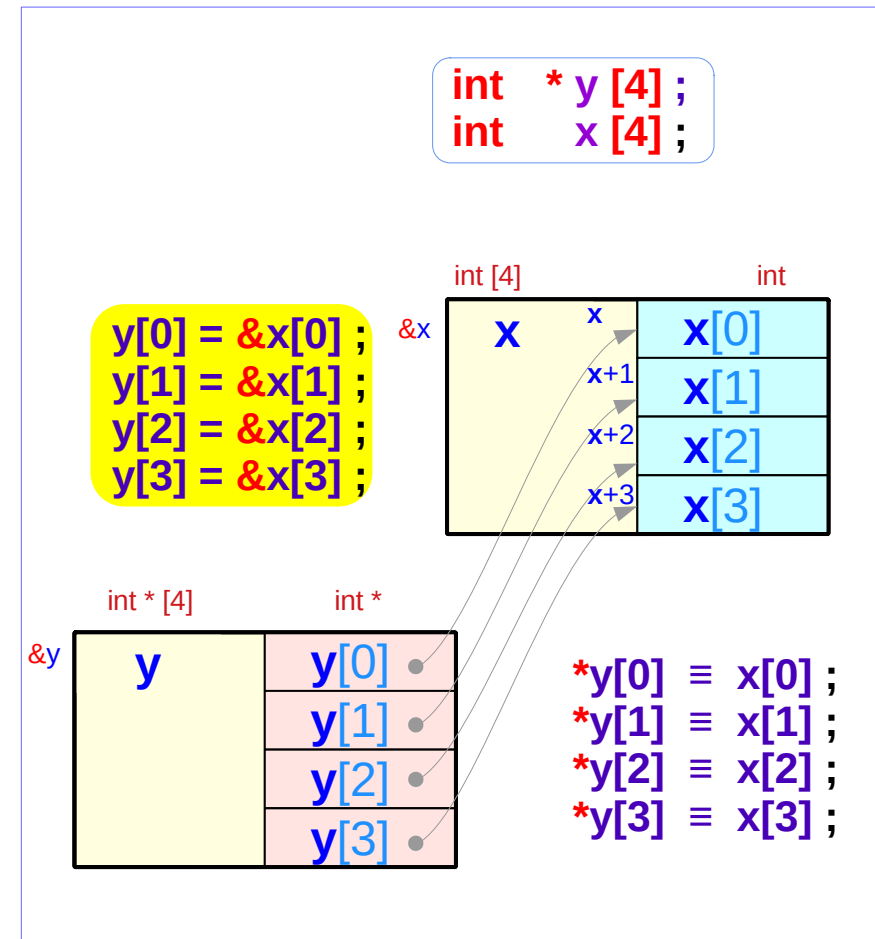 int * y [4] ;
int x [4] ;
int [4] int
y[0] = &x[0] ;
y[1] = &x[1] ;
y[2] = &x[2] ;
y[3] = &x[3] ;
&x x x x[0]
x+1 x[1]
x+2 x[2]
x+3 x[3]
int * [4] int *
&y y y[0]
y[1]
y[2]
y[3]
*y[0] ≡ x[0] ;
*y[1] ≡ x[1] ;
*y[2] ≡ x[2] ;
*y[3] ≡ x[3] ;